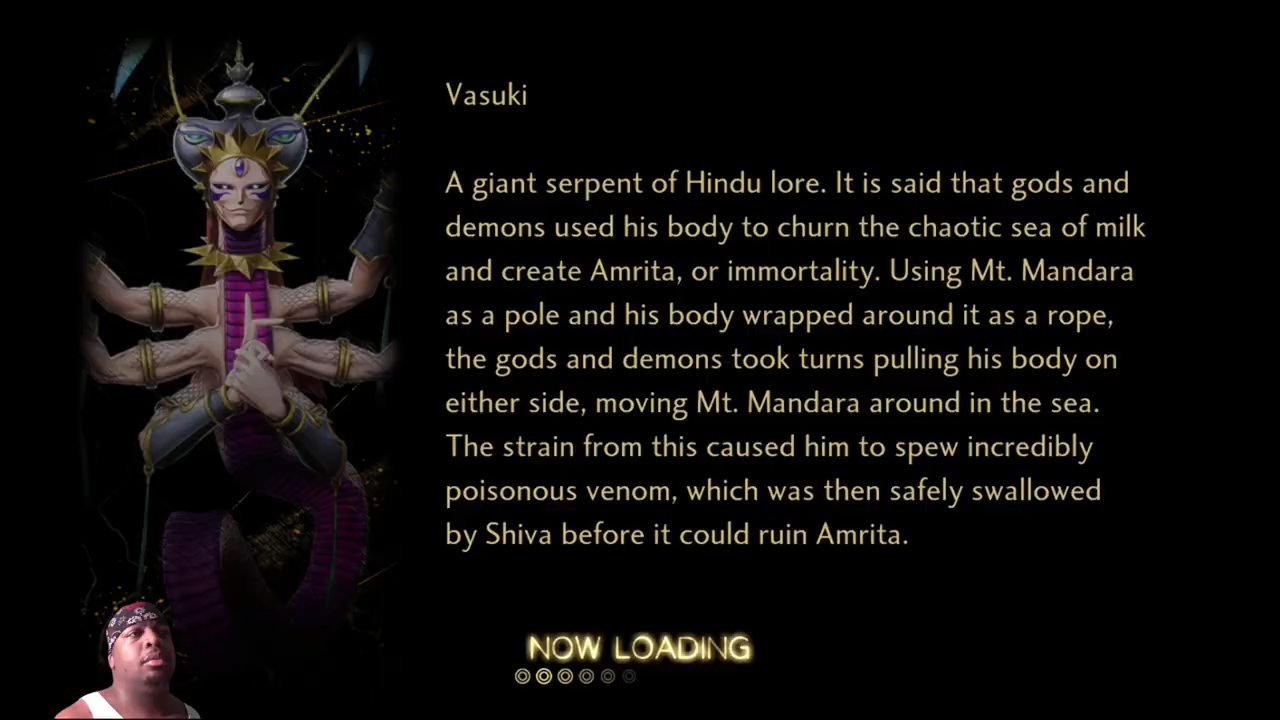 Vasuki
A giant serpent of Hindu lore. It is said that gods and
demons used his body to churn the chaotic sea of milk
and create Amrita, or immortality. Using Mt. Mandara
as a pole and his body wrapped around it as a rope,
the gods and demons took turns pulling his body on
either side, moving Mt. Mandara around in the sea.
The strain from this caused him to spew incredibly
poisonous venom, which was then safely swallowed
by Shiva before it could ruin Amrita.
NOW LOADING